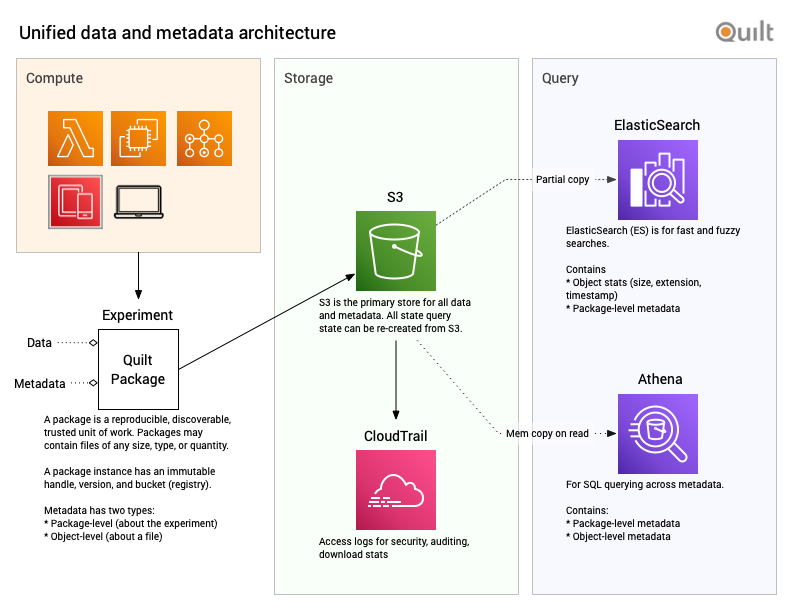 Unified data and metadata architecture
Quilt
Compute
Experiment
Data
Metadata
Quilt
Package
A package is a reproducible, discoverable,
trusted unit of work. Packages may
contain files of any size, type, or quantity.
A package instance has an immutable
handle, version, and bucket (registry).
Metadata has two types:
* Package-level (about the experiment)
* Object-level (about a file)
Storage
S3
S3 is the primary store for all data
and metadata. All state query
state can be re-created from S3.
CloudTrail
Access logs for security, auditing,
download stats
Query
Partial copy
ElasticSearch
ElasticSearch (ES) is for fast and fuzzy
searches.
Contains
* Object stats (size, extension,
timestamp)
* Package-level metadata
Mem copy on read
Athena
For SQL querying across metadata.
Contains:
* Package-level metadata
* Object-level metadata